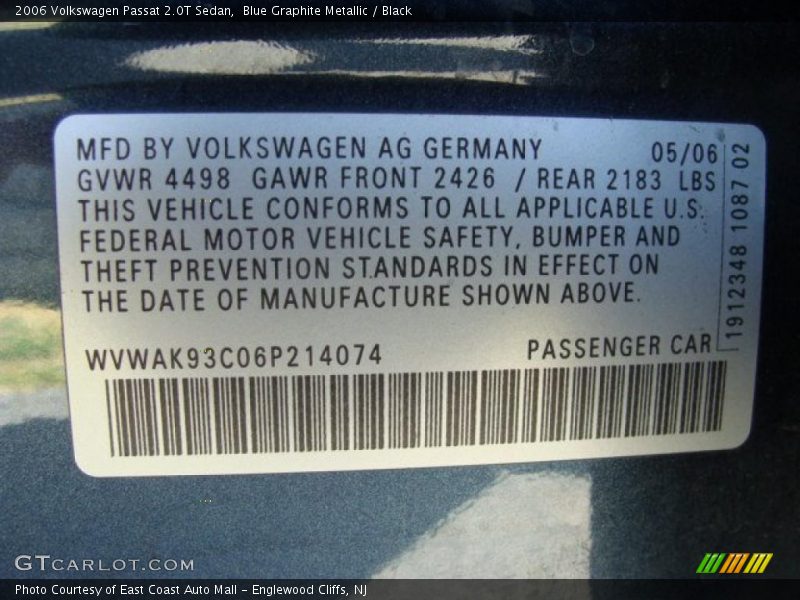 2006 Volkswagen Passat 2.0T Sedan,  Blue Graphite Metallic / Black
MFD BY VOLKSWAGEN AG GERMANY 05/06
GVWR 4498 GAWR FRONT 2426 / REAR 2183 LBS
THIS VEHICLE CONFORMS TO ALL APPLICABLE U.S.
FEDERAL MOTOR VEHICLE SAFETY, BUMPER AND
THEFT PREVENTION STANDARDS IN EFFECT ON
THE DATE OF MANUFACTURE SHOWN ABOVE.
1912348 1087 02
WVWAK93C06P214074 PASSENGER CAR
GTCARLOT.COM
Photo Courtesy of East Coast Auto Mall - Englewood Cliffs, NJ